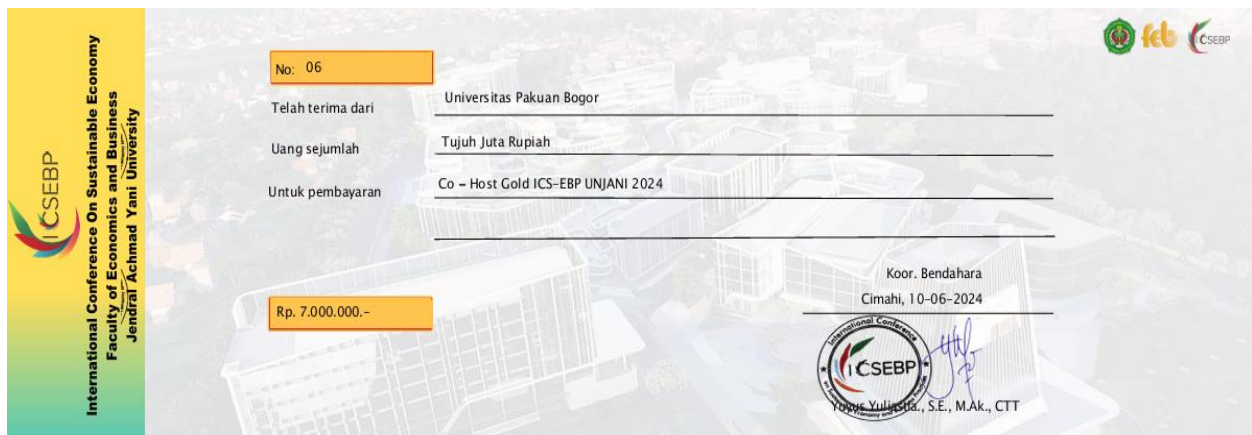 ICSEBP
International Conference On Sustainable Economy
Faculty of Economics and Business
Jendral Achmad Yani University
feb
ICSEBP
No: 06
Telah terima dari
Universitas Pakuan Bogor
Uang sejumlah
Tujuh Juta Rupiah
Untuk pembayaran
Co – Host Gold ICS-EBP UNJANI 2024
Rp. 7.000.000.-
Koor. Bendahara
Cimahi, 10-06-2024
International Conference
ICSEBP
Yuyus Yuliastia., S.E., M.Ak., CTT